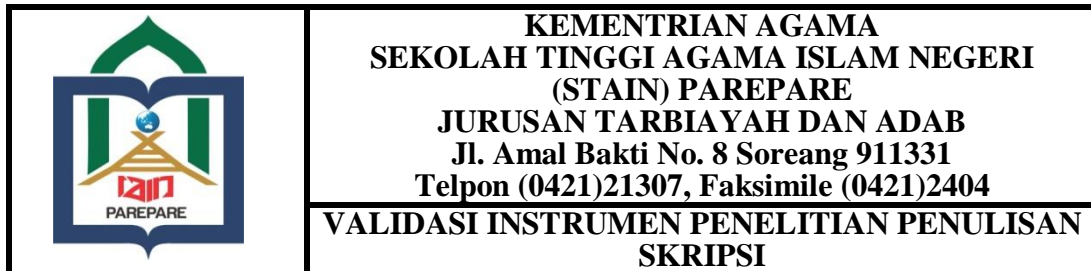 IAIN
PAREPARE
KEMENTRIAN AGAMA
SEKOLAH TINGGI AGAMA ISLAM NEGERI
(STAIN) PAREPARE
JURUSAN TARBIAYAH DAN ADAB
Jl. Amal Bakti No. 8 Soreang 911331
Telpon (0421)21307, Faksimile (0421)2404
VALIDASI INSTRUMEN PENELITIAN PENULISAN
SKRIPSI